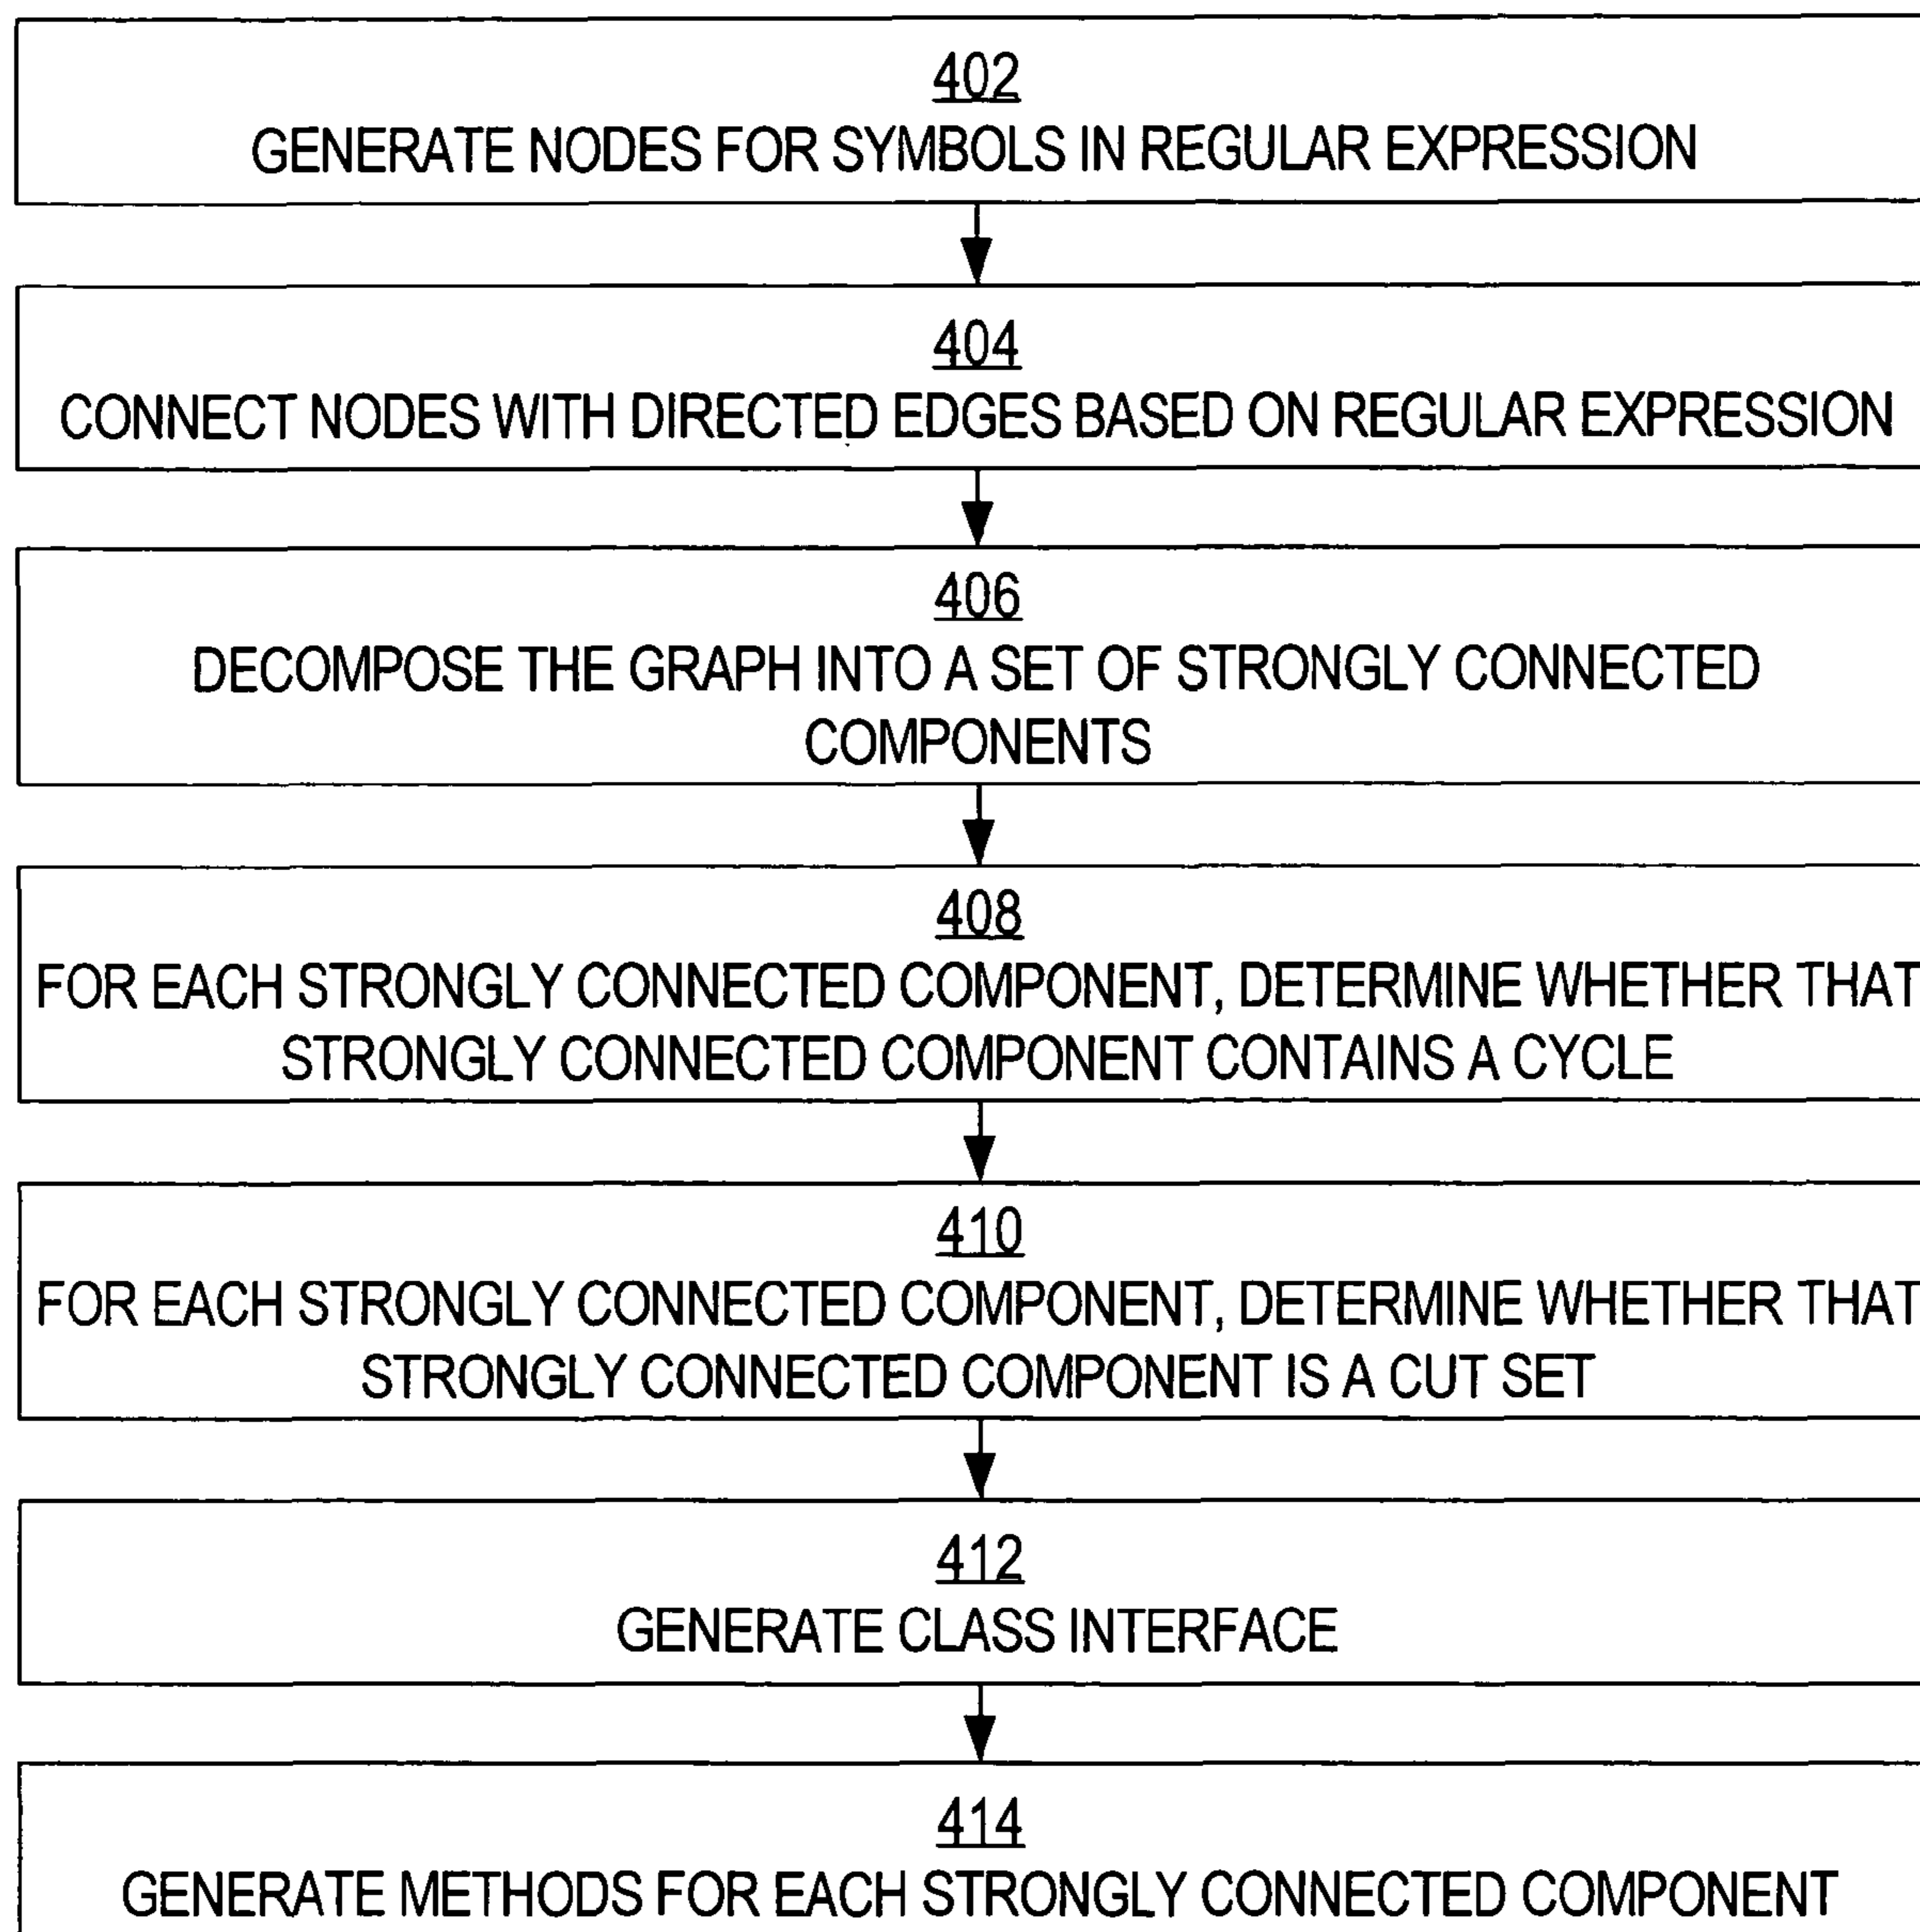 402
GENERATE NODES FOR SYMBOLS IN REGULAR EXPRESSION
404
CONNECT NODES WITH DIRECTED EDGES BASED ON REGULAR EXPRESSION
406
DECOMPOSE THE GRAPH INTO A SET OF STRONGLY CONNECTED
COMPONENTS
408
FOR EACH STRONGLY CONNECTED COMPONENT, DETERMINE WHETHER THAT
STRONGLY CONNECTED COMPONENT CONTAINS A CYCLE
410
FOR EACH STRONGLY CONNECTED COMPONENT, DETERMINE WHETHER THAT
STRONGLY CONNECTED COMPONENT IS A CUT SET
412
GENERATE CLASS INTERFACE
414
GENERATE METHODS FOR EACH STRONGLY CONNECTED COMPONENT